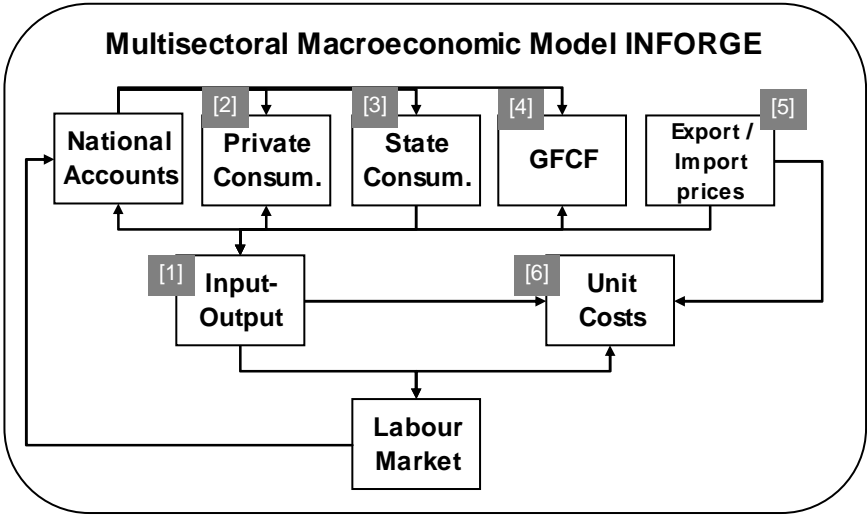 Multisectoral Macroeconomic Model INFORGE
[2]
[3]
[4]
[5]
National
Accounts
Private
Consum.
State
Consum.
GFCF
Export /
Import
prices
[1]
Input-
Output
[6]
Unit
Costs
Labour
Market